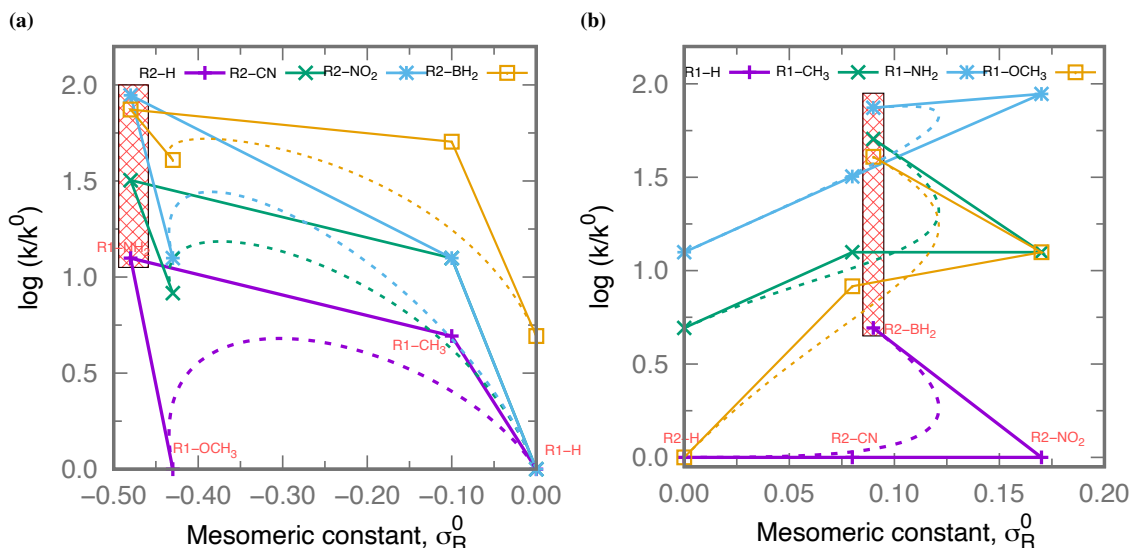 (a)
R2−H R2−CN R2−NO2 R2−BH2
2.0
1.5
1.0
0.5
0.0
log (k/k0)
R1−NH2
R1−CH3
R1−OCH3
R1−H
−0.50 −0.40 −0.30 −0.20 −0.10 0.00
Mesomeric constant, σR0
(b)
R1−H R1−CH3 R1−NH2 R1−OCH3
2.0
1.5
1.0
0.5
0.0
log (k/k0)
R2−BH2
R2−H
R2−CN
R2−NO2
0.00 0.05 0.10 0.15 0.20
Mesomeric constant, σR0